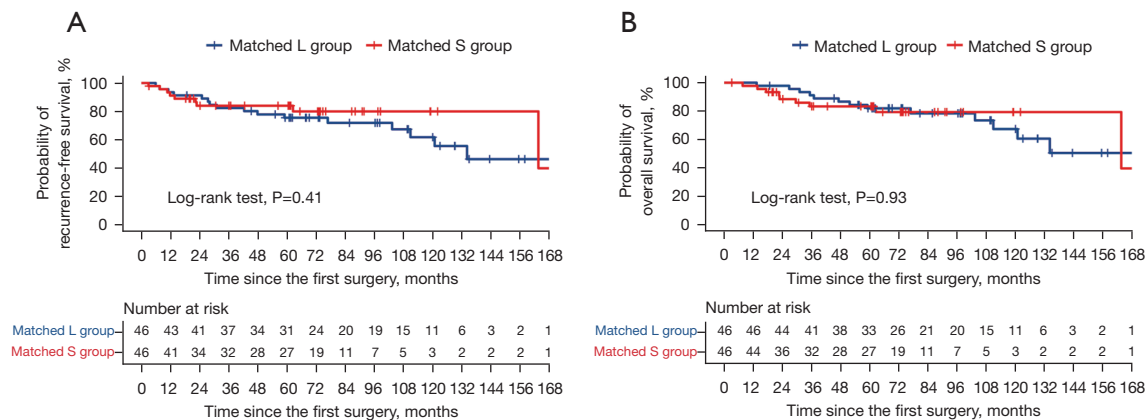 A
Matched L group Matched S group
Probability of
recurrence-free survival, %
100
80
60
40
20
0
Log-rank test, P=0.41
0 12 24 36 48 60 72 84 96 108 120 132 144 156 168
Time since the first surgery, months
Number at risk
Matched L group 46 43 41 37 34 31 24 20 19 15 11 6 3 2 1
Matched S group 46 41 34 32 28 27 19 11 7 5 3 2 2 2 1
0 12 24 36 48 60 72 84 96 108 120 132 144 156 168
Time since the first surgery, months
B
Matched L group Matched S group
Probability of
overall survival, %
100
80
60
40
20
0
Log-rank test, P=0.93
0 12 24 36 48 60 72 84 96 108 120 132 144 156 168
Time since the first surgery, months
Number at risk
Matched L group 46 46 44 41 38 33 26 21 20 15 11 6 3 2 1
Matched S group 46 44 36 32 28 27 19 11 7 5 3 2 2 2 1
0 12 24 36 48 60 72 84 96 108 120 132 144 156 168
Time since the first surgery, months